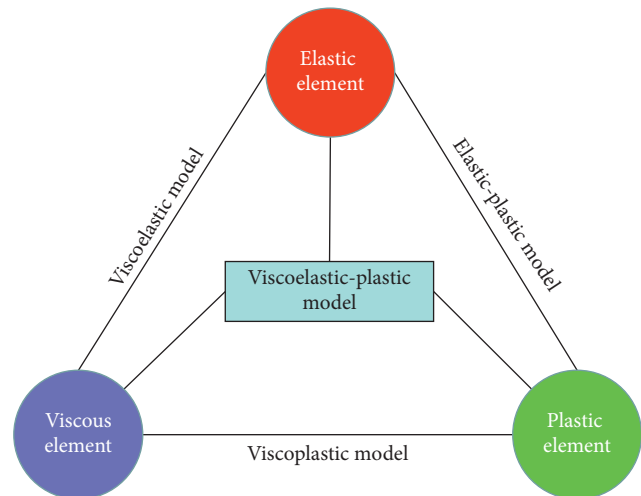 Elastic
element
Viscoelastic model
Elastic-plastic model
Viscoelastic-plastic
model
Viscous
element
Plastic
element
Viscoplastic model